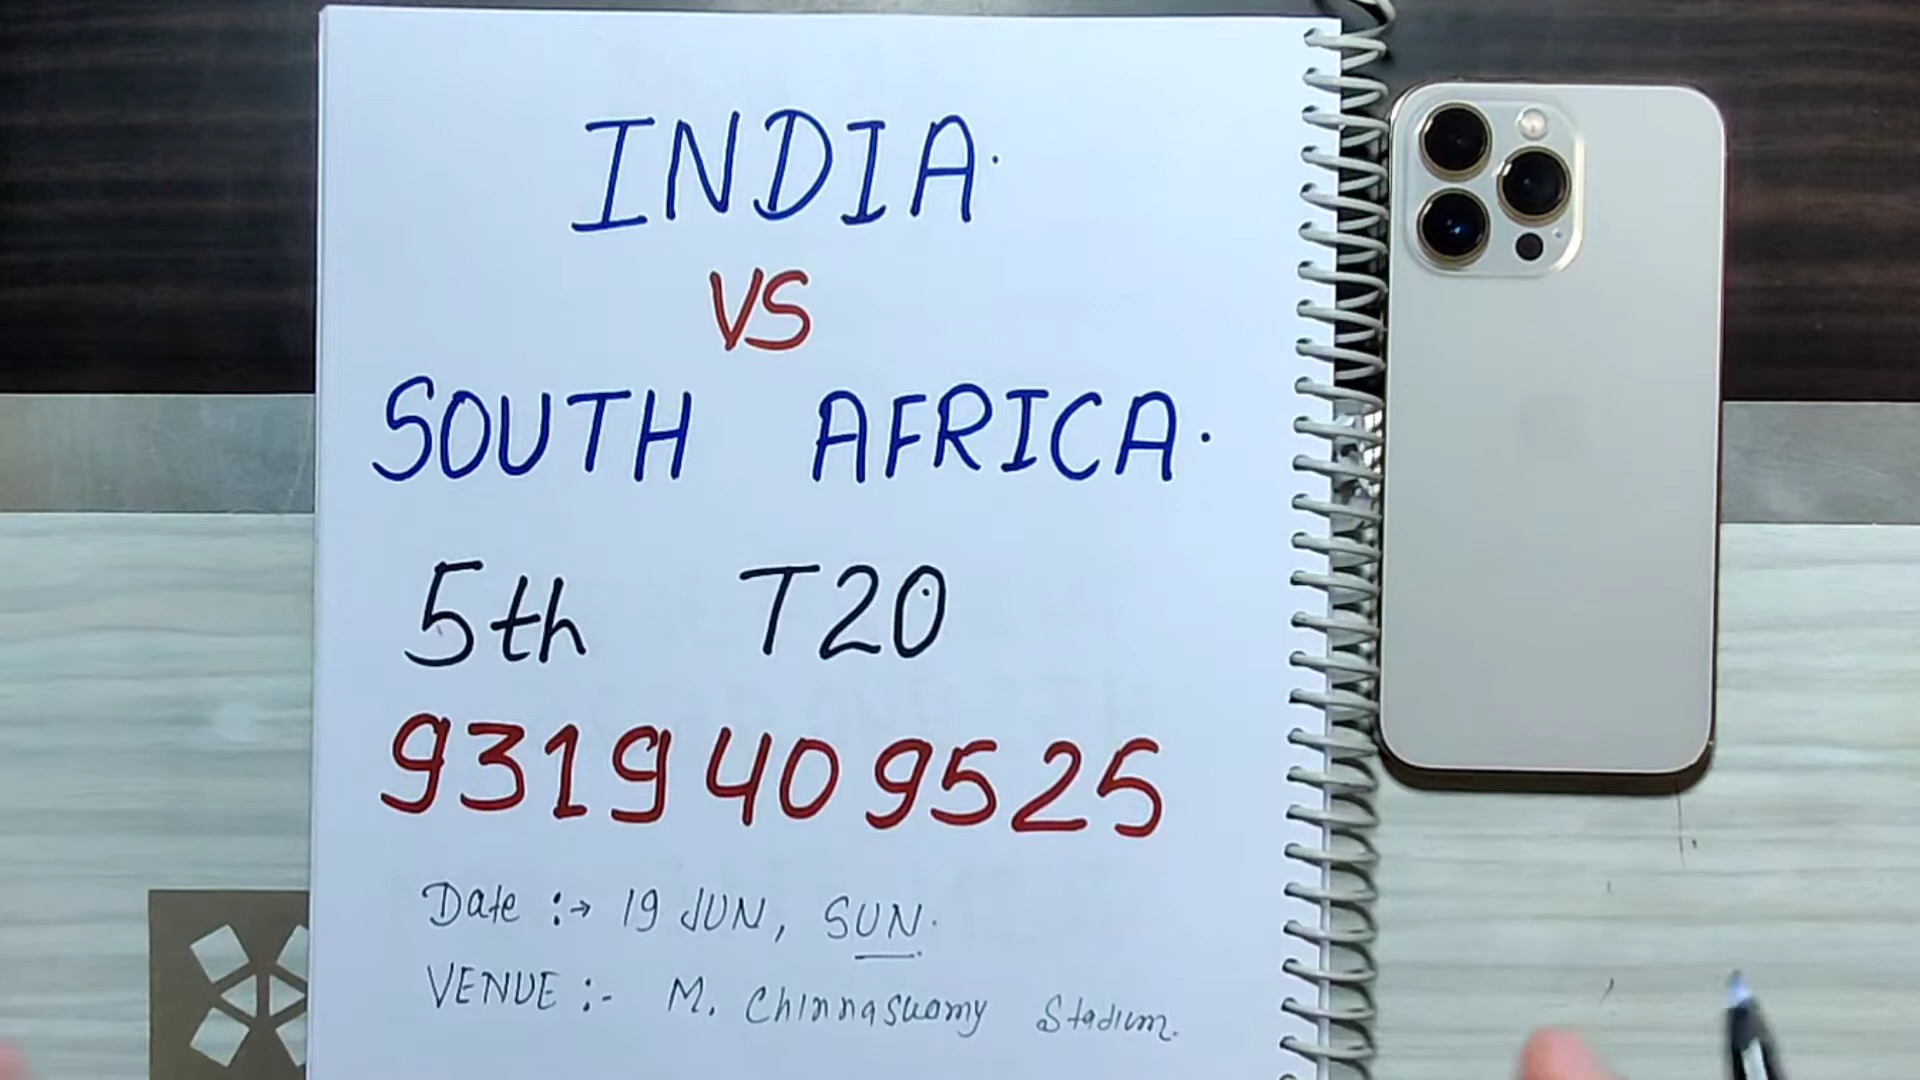 INDIA.
VS
SOUTH AFRICA.
5th T20
9319409525
Date :→ 19 JUN, SUN.
VENUE :- M. Chinnaswamy Stadium.